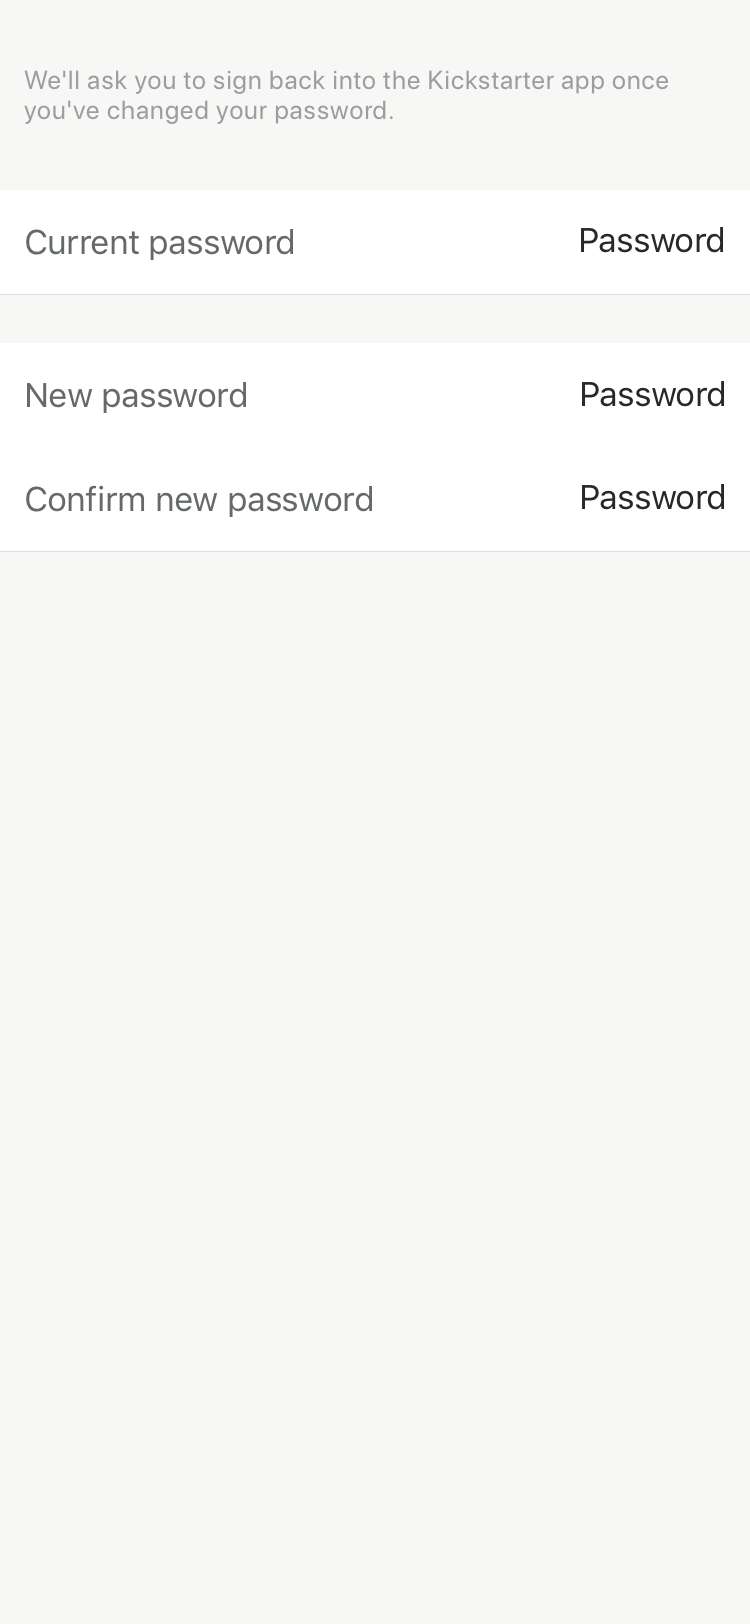 We'll ask you to sign back into the Kickstarter app once
you've changed your password.
Current password Password
New password Password
Confirm new password Password